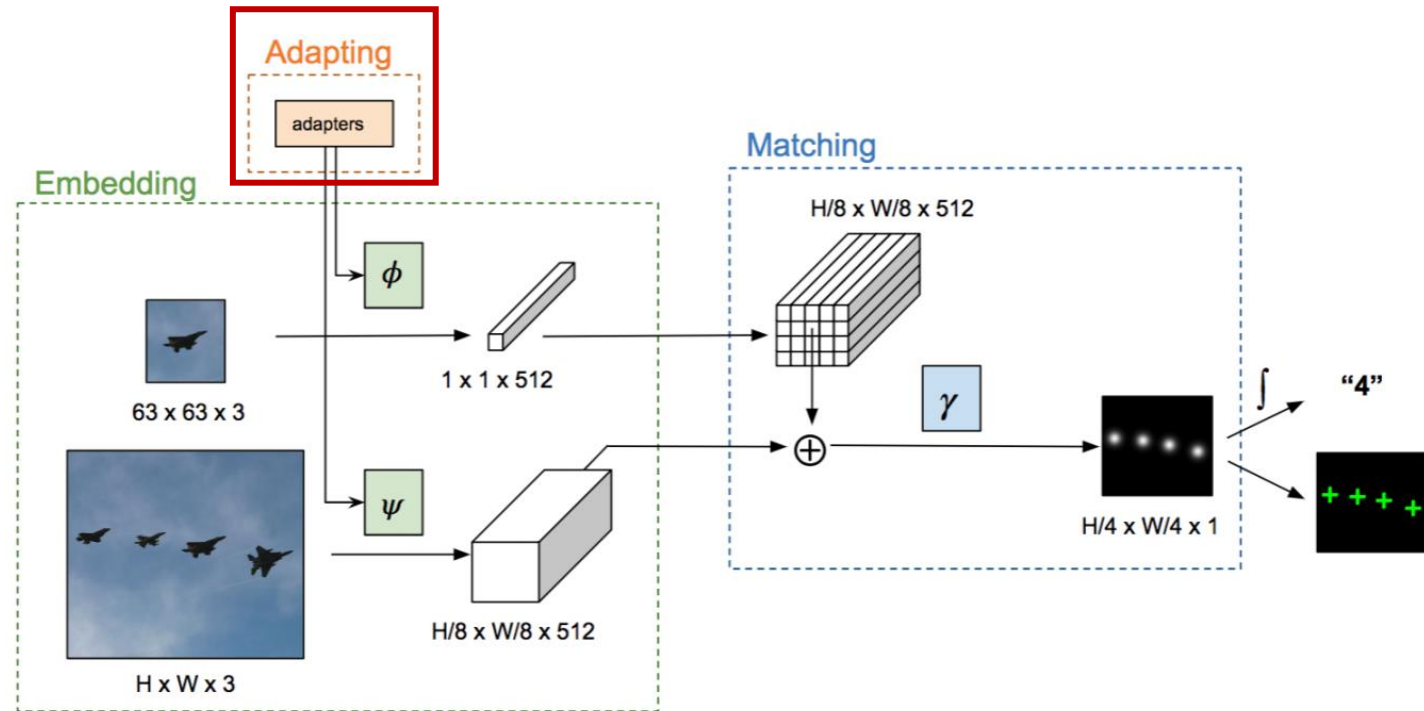 Adapting
adapters
Embedding
ϕ
63 x 63 x 3
1 x 1 x 512
ψ
H x W x 3
H/8 x W/8 x 512
Matching
H/8 x W/8 x 512
⊕
γ
H/4 x W/4 x 1
∫
“4”